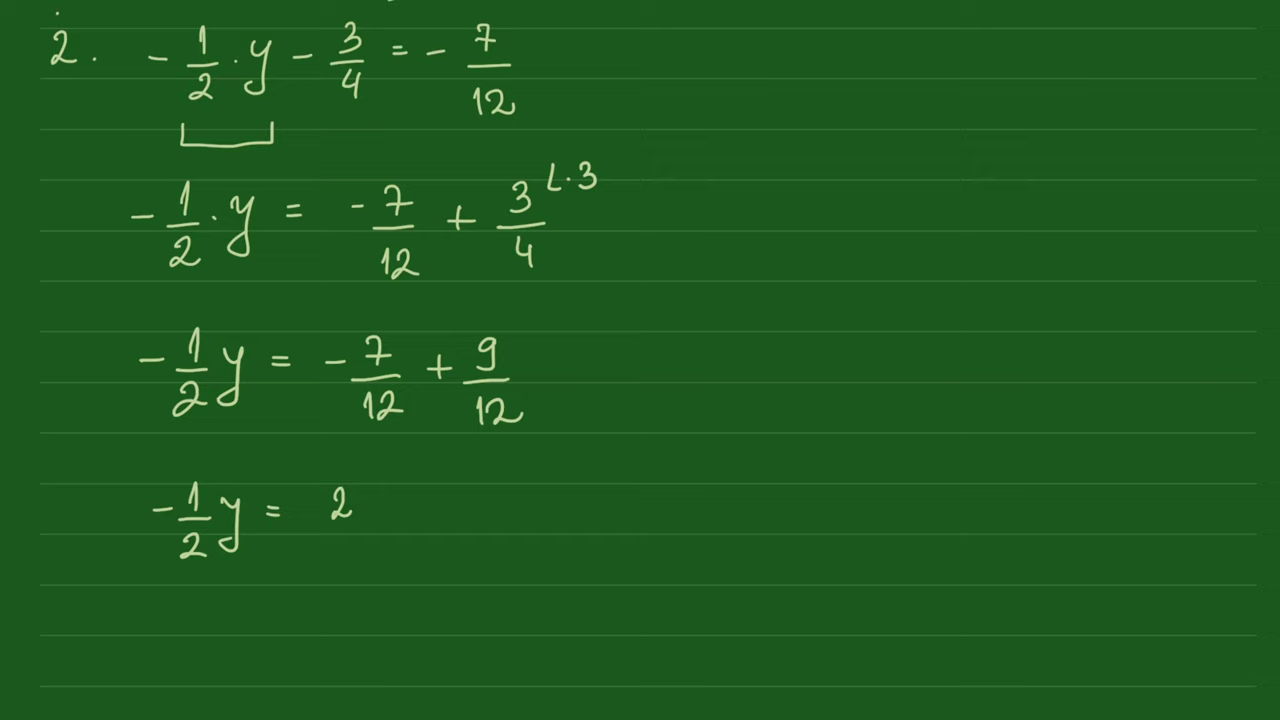 2. - 1/2 · y - 3/4 = - 7/12
- 1/2 · y = - 7/12 + 3/4 ⌊·3
- 1/2 y = - 7/12 + 9/12
- 1/2 y = 2